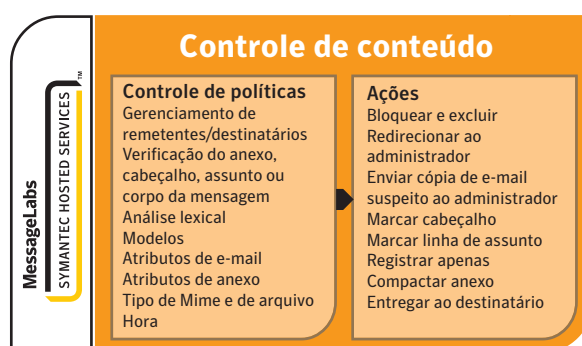 Controle de conteúdo
MessageLabs
SYMANTEC HOSTED SERVICES™
Controle de políticas
Gerenciamento de
remetentes/destinatários
Verificação do anexo,
cabeçalho, assunto ou
corpo da mensagem
Análise lexical
Modelos
Atributos de e-mail
Atributos de anexo
Tipo de Mime e de arquivo
Hora
Ações
Bloquear e excluir
Redirecionar ao
administrador
Enviar cópia de e-mail
suspeito ao administrador
Marcar cabeçalho
Marcar linha de assunto
Registrar apenas
Compactar anexo
Entregar ao destinatário